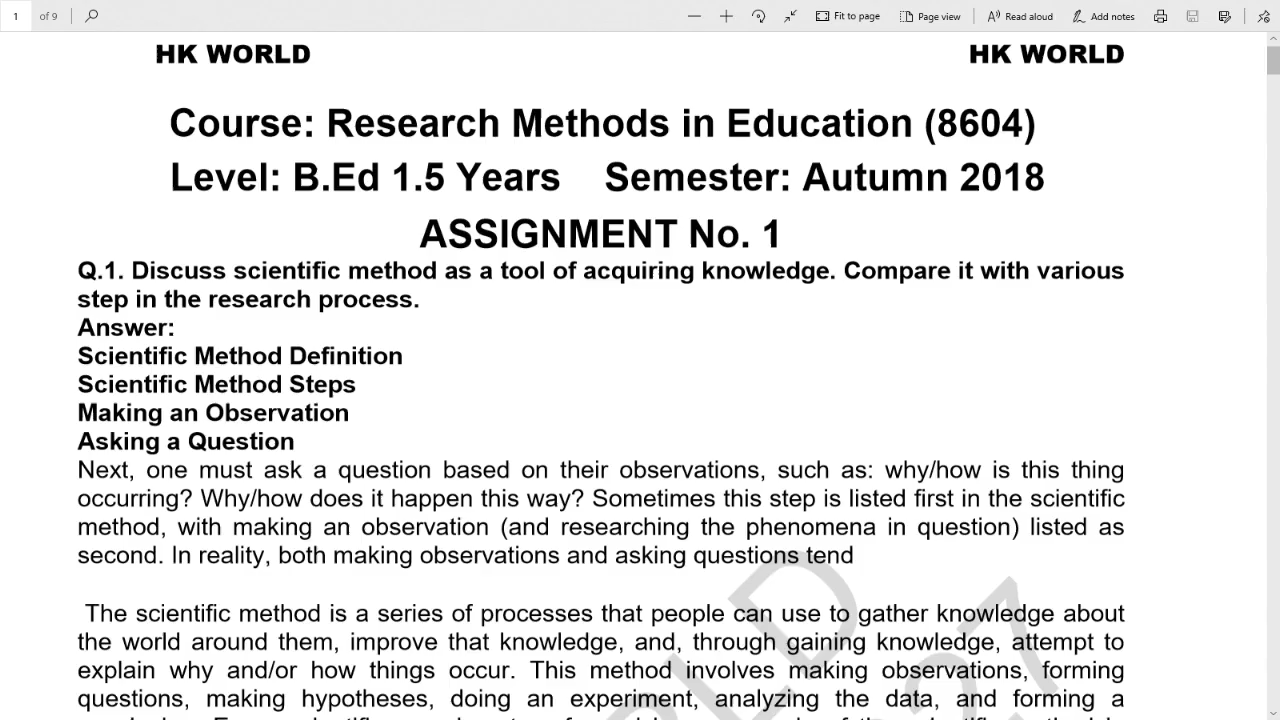 1 of 9 Fit to page Page view Read aloud Add notes
HK WORLD HK WORLD
Course: Research Methods in Education (8604)
Level: B.Ed 1.5 Years Semester: Autumn 2018
ASSIGNMENT No. 1
Q.1. Discuss scientific method as a tool of acquiring knowledge. Compare it with various
step in the research process.
Answer:
Scientific Method Definition
Scientific Method Steps
Making an Observation
Asking a Question
Next, one must ask a question based on their observations, such as: why/how is this thing
occurring? Why/how does it happen this way? Sometimes this step is listed first in the scientific
method, with making an observation (and researching the phenomena in question) listed as
second. In reality, both making observations and asking questions tend
The scientific method is a series of processes that people can use to gather knowledge about
the world around them, improve that knowledge, and, through gaining knowledge, attempt to
explain why and/or how things occur. This method involves making observations, forming
questions, making hypotheses, doing an experiment, analyzing the data, and forming a